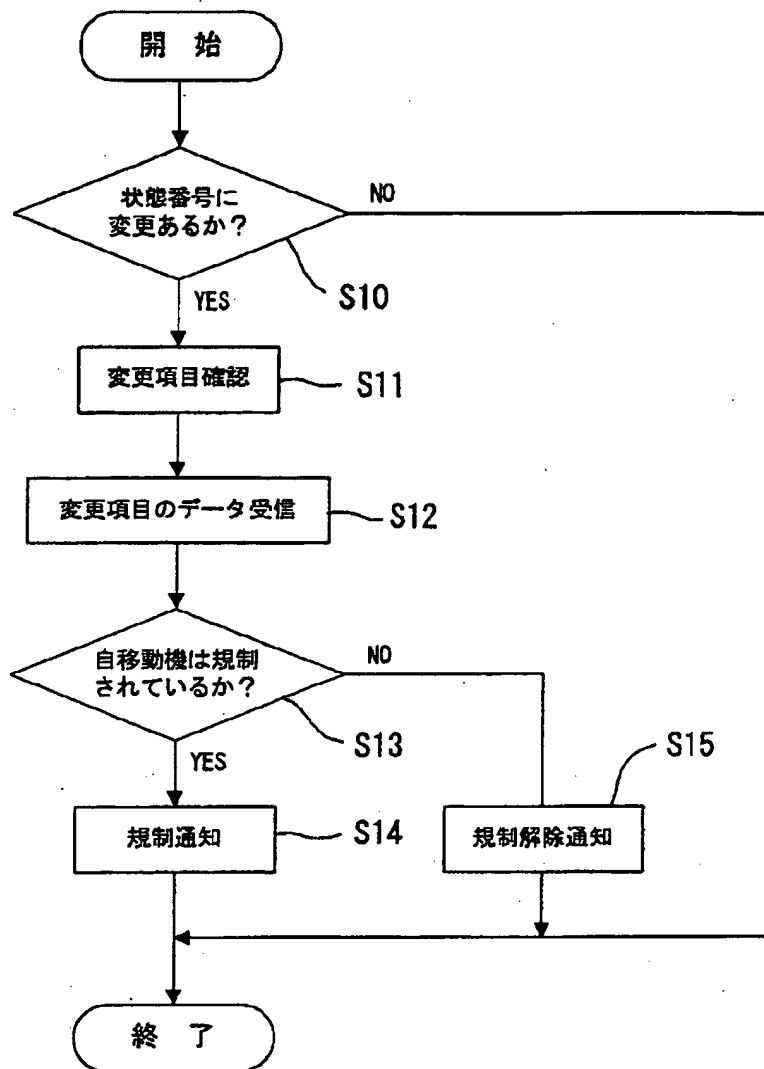 開 始
状態番号に
変更あるか？
NO
S10
YES
変更項目確認
S11
変更項目のデータ受信
S12
自移動機は規制
されているか？
NO
S13
YES
S15
規制通知
S14
規制解除通知
終 了